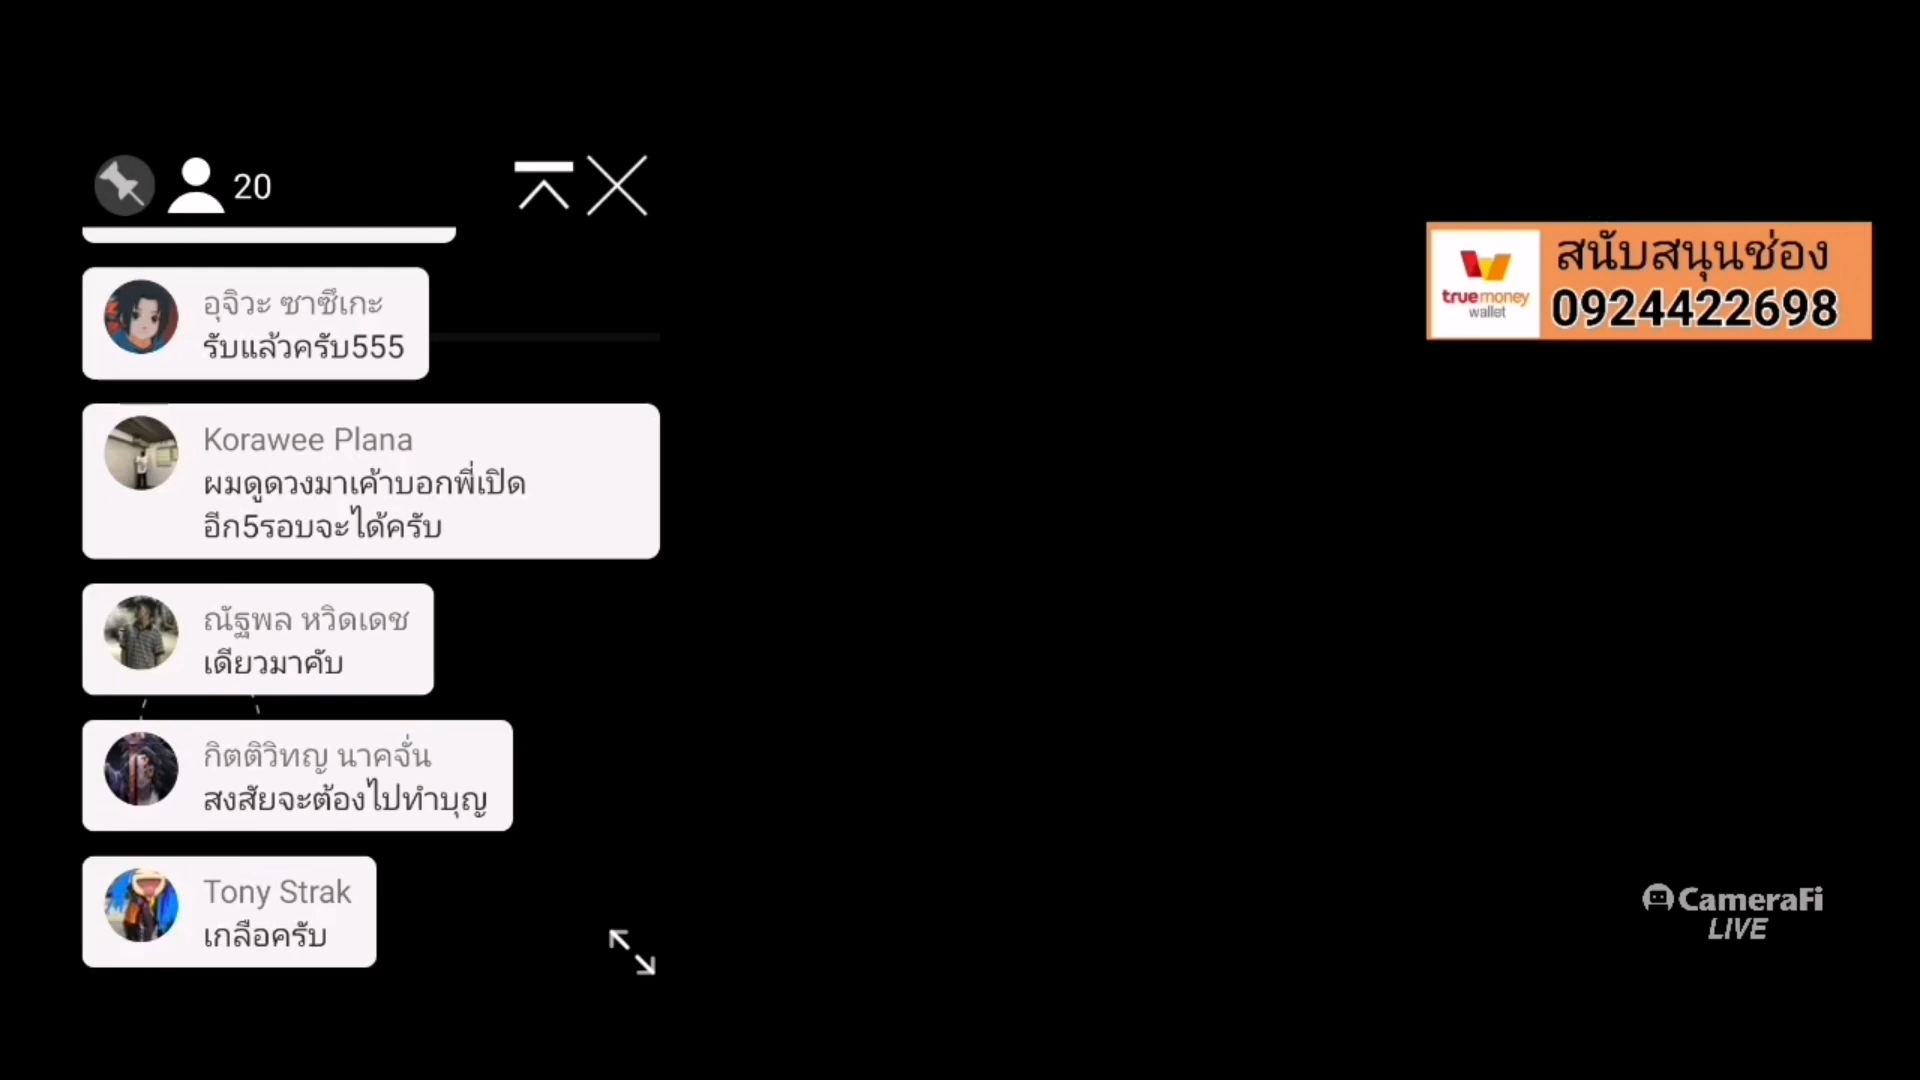 20
อุจิวะ ซาซึเกะ
รับแล้วครับ555
Korawee Plana
ผมดูดวงมาเค้าบอกพี่เปิด
อีก5รอบจะได้ครับ
ณัฐพล หวิดเดช
เดียวมาคับ
กิตติวิทญ นาคจั่น
สงสัยจะต้องไปทำบุญ
Tony Strak
เกลือครับ
สนับสนุนช่อง
0924422698
truemoney
wallet
CameraFi
LIVE